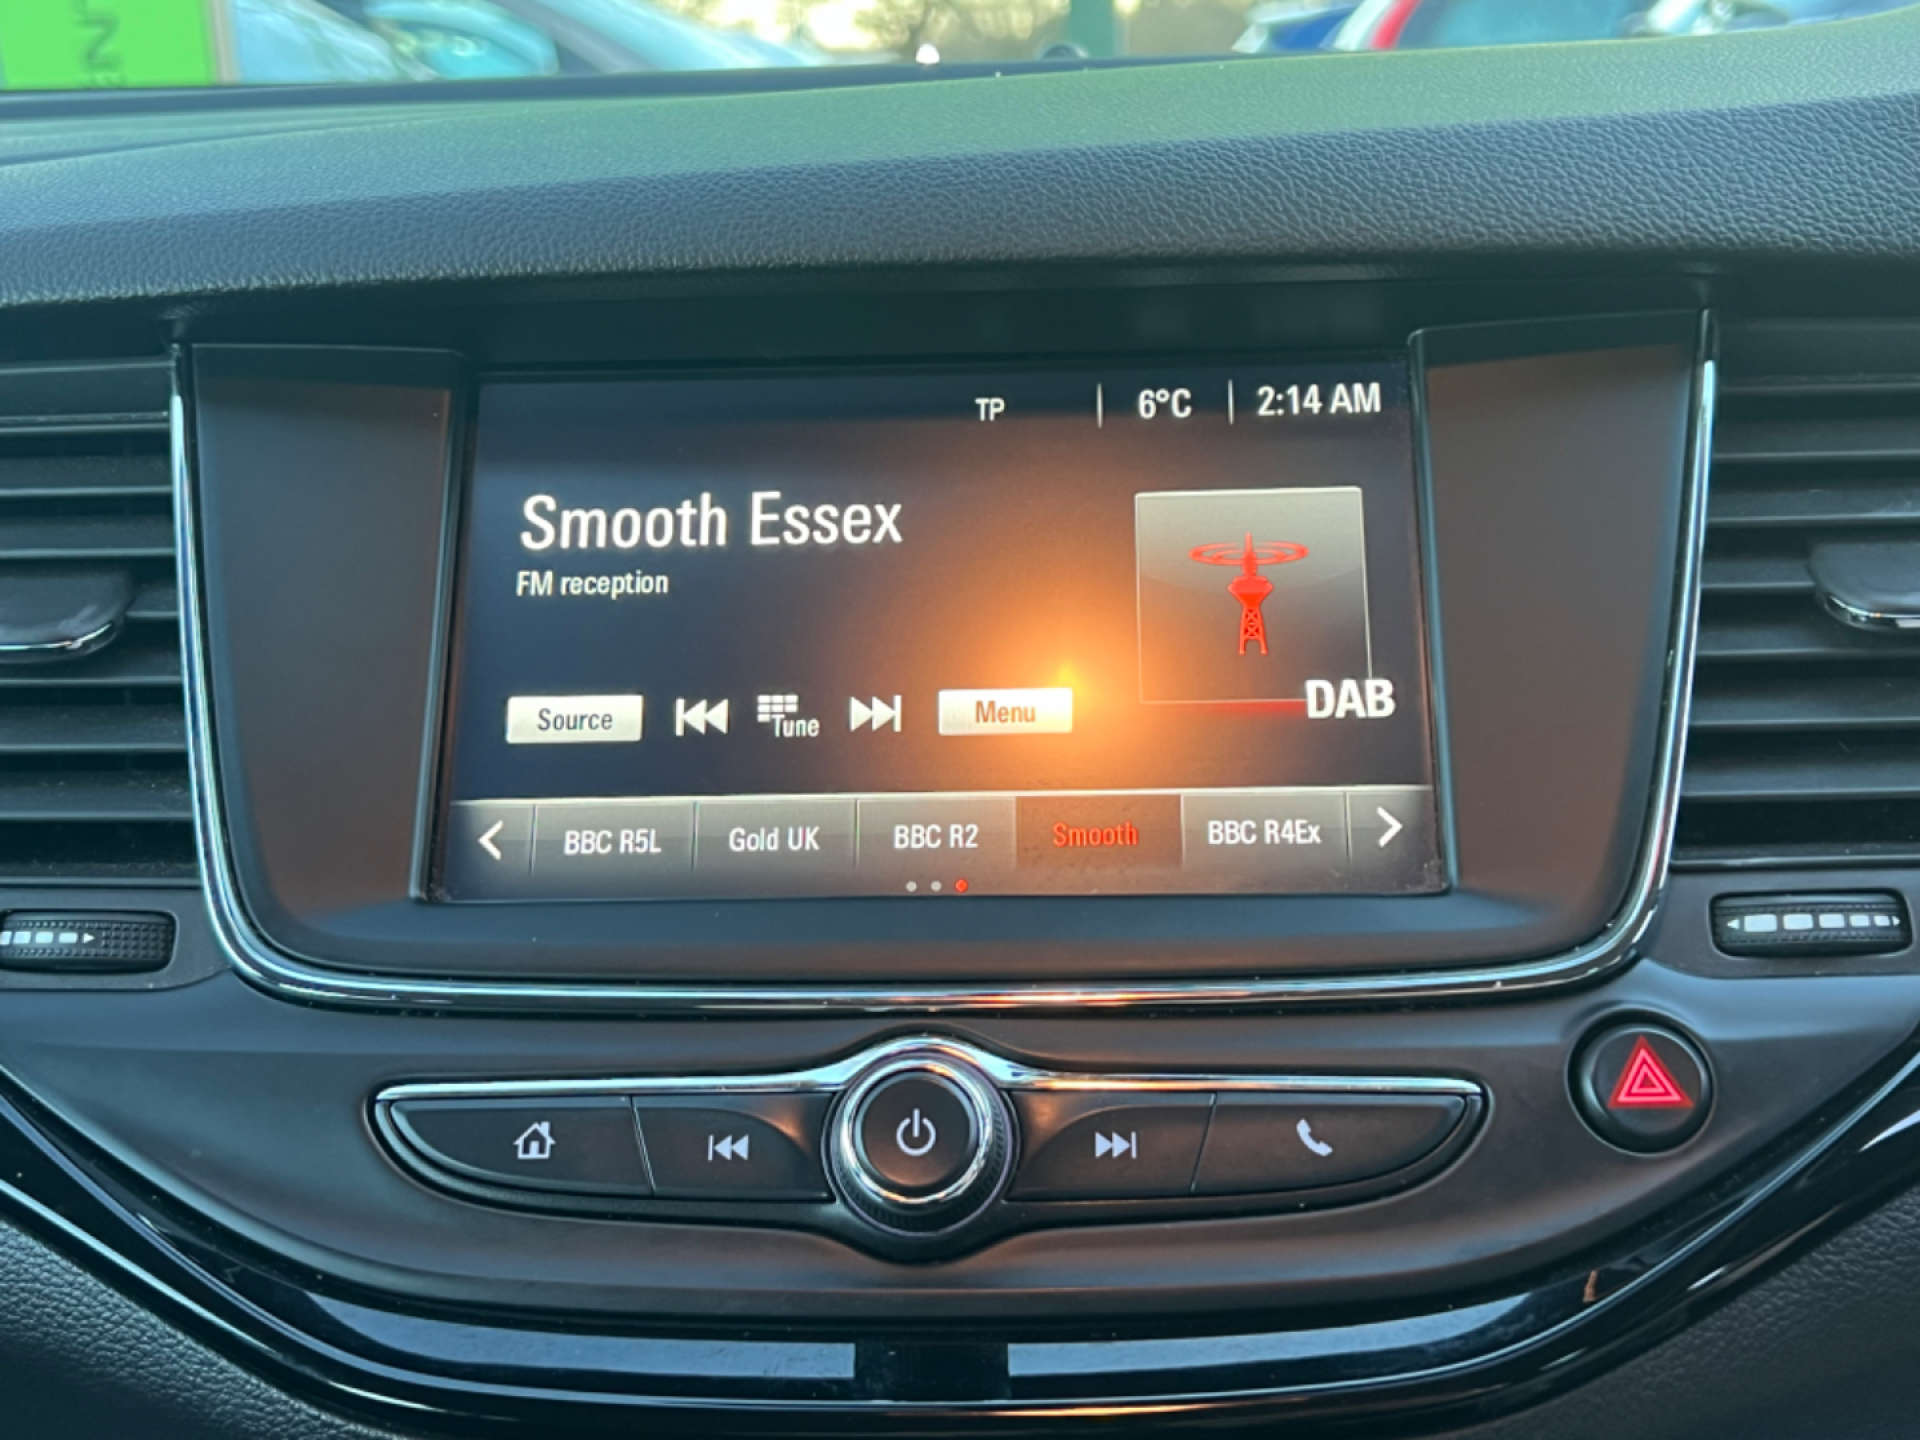 TP
6°C
2:14 AM
Smooth Essex
FM reception
DAB
Source
Tune
Menu
BBC R5L
Gold UK
BBC R2
Smooth
BBC R4Ex